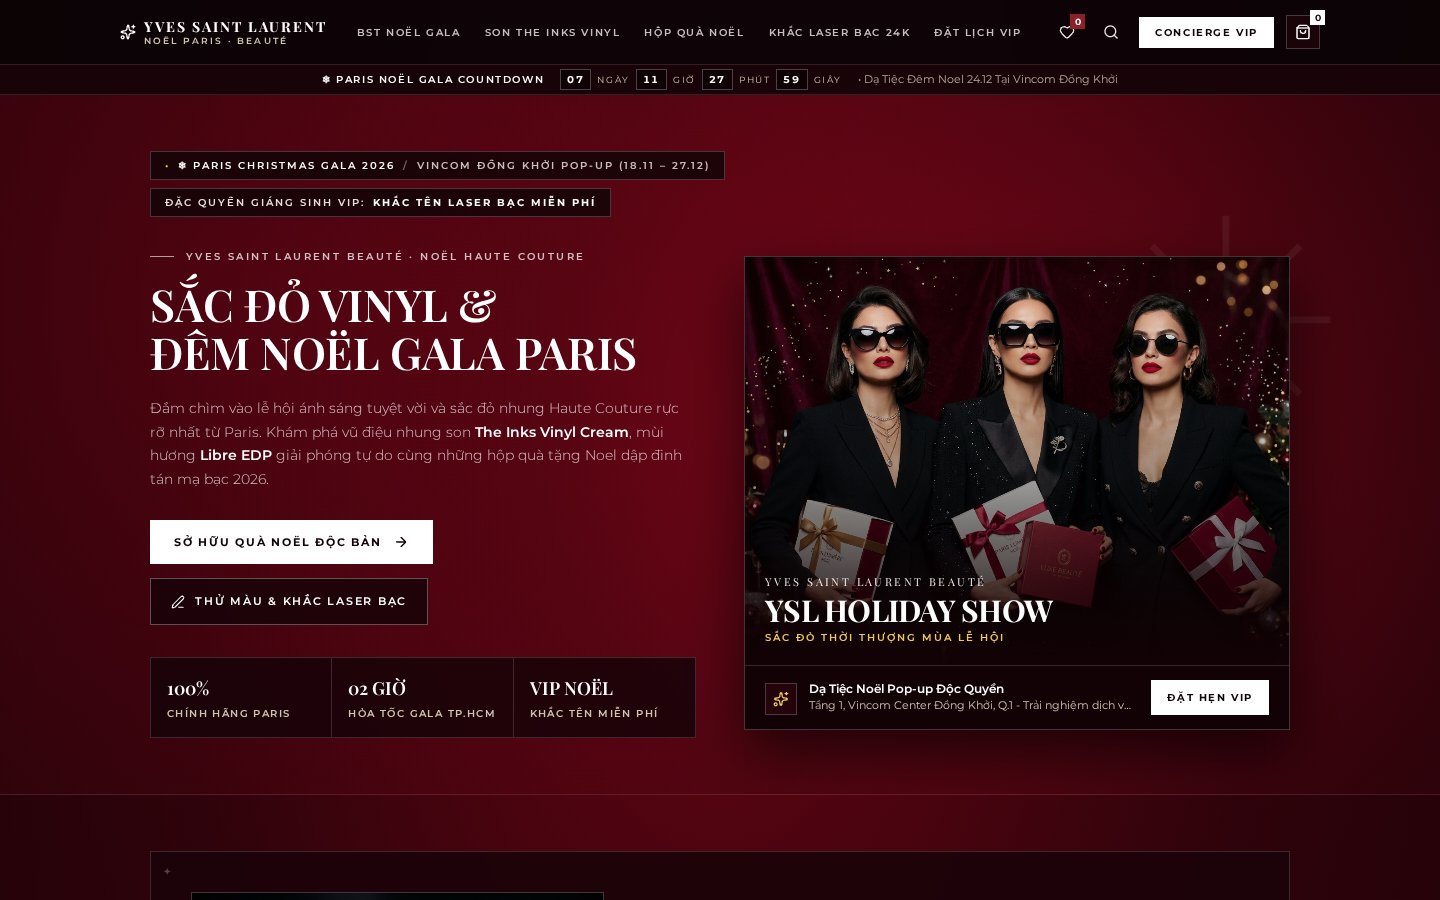 YVES SAINT LAURENT
NOËL PARIS · BEAUTÉ
BST NOËL GALA
SON THE INKS VINYL
HỘP QUÀ NOËL
KHẮC LASER BẠC 24K
ĐẶT LỊCH VIP
0
CONCIERGE VIP
0
❄ PARIS NOËL GALA COUNTDOWN
07 NGÀY 11 GIỜ 27 PHÚT 59 GIÂY
• Dạ Tiệc Đêm Noel 24.12 Tại Vincom Đồng Khởi
• ❄ PARIS CHRISTMAS GALA 2026 / VINCOM ĐỒNG KHỞI POP-UP (18.11 – 27.12)
ĐẶC QUYỀN GIÁNG SINH VIP: KHẮC TÊN LASER BẠC MIỄN PHÍ
YVES SAINT LAURENT BEAUTÉ · NOËL HAUTE COUTURE
SẮC ĐỎ VINYL &
ĐÊM NOËL GALA PARIS
Đắm chìm vào lễ hội ánh sáng tuyệt vời và sắc đỏ nhung Haute Couture rực
rỡ nhất từ Paris. Khám phá vũ điệu nhung son The Inks Vinyl Cream, mùi
hương Libre EDP giải phóng tự do cùng những hộp quà tặng Noel dập đinh
tán mạ bạc 2026.
SỞ HỮU QUÀ NOËL ĐỘC BẢN
THỬ MÀU & KHẮC LASER BẠC
100%
CHÍNH HÃNG PARIS
02 GIỜ
HỎA TỐC GALA TP.HCM
VIP NOËL
KHẮC TÊN MIỄN PHÍ
YVES SAINT LAURENT BEAUTÉ
YSL HOLIDAY SHOW
SẮC ĐỎ THỜI THƯỢNG MÙA LỄ HỘI
Dạ Tiệc Noël Pop-up Độc Quyền
Tầng 1, Vincom Center Đồng Khởi, Q.1 - Trải nghiệm dịch v...
ĐẶT HẸN VIP